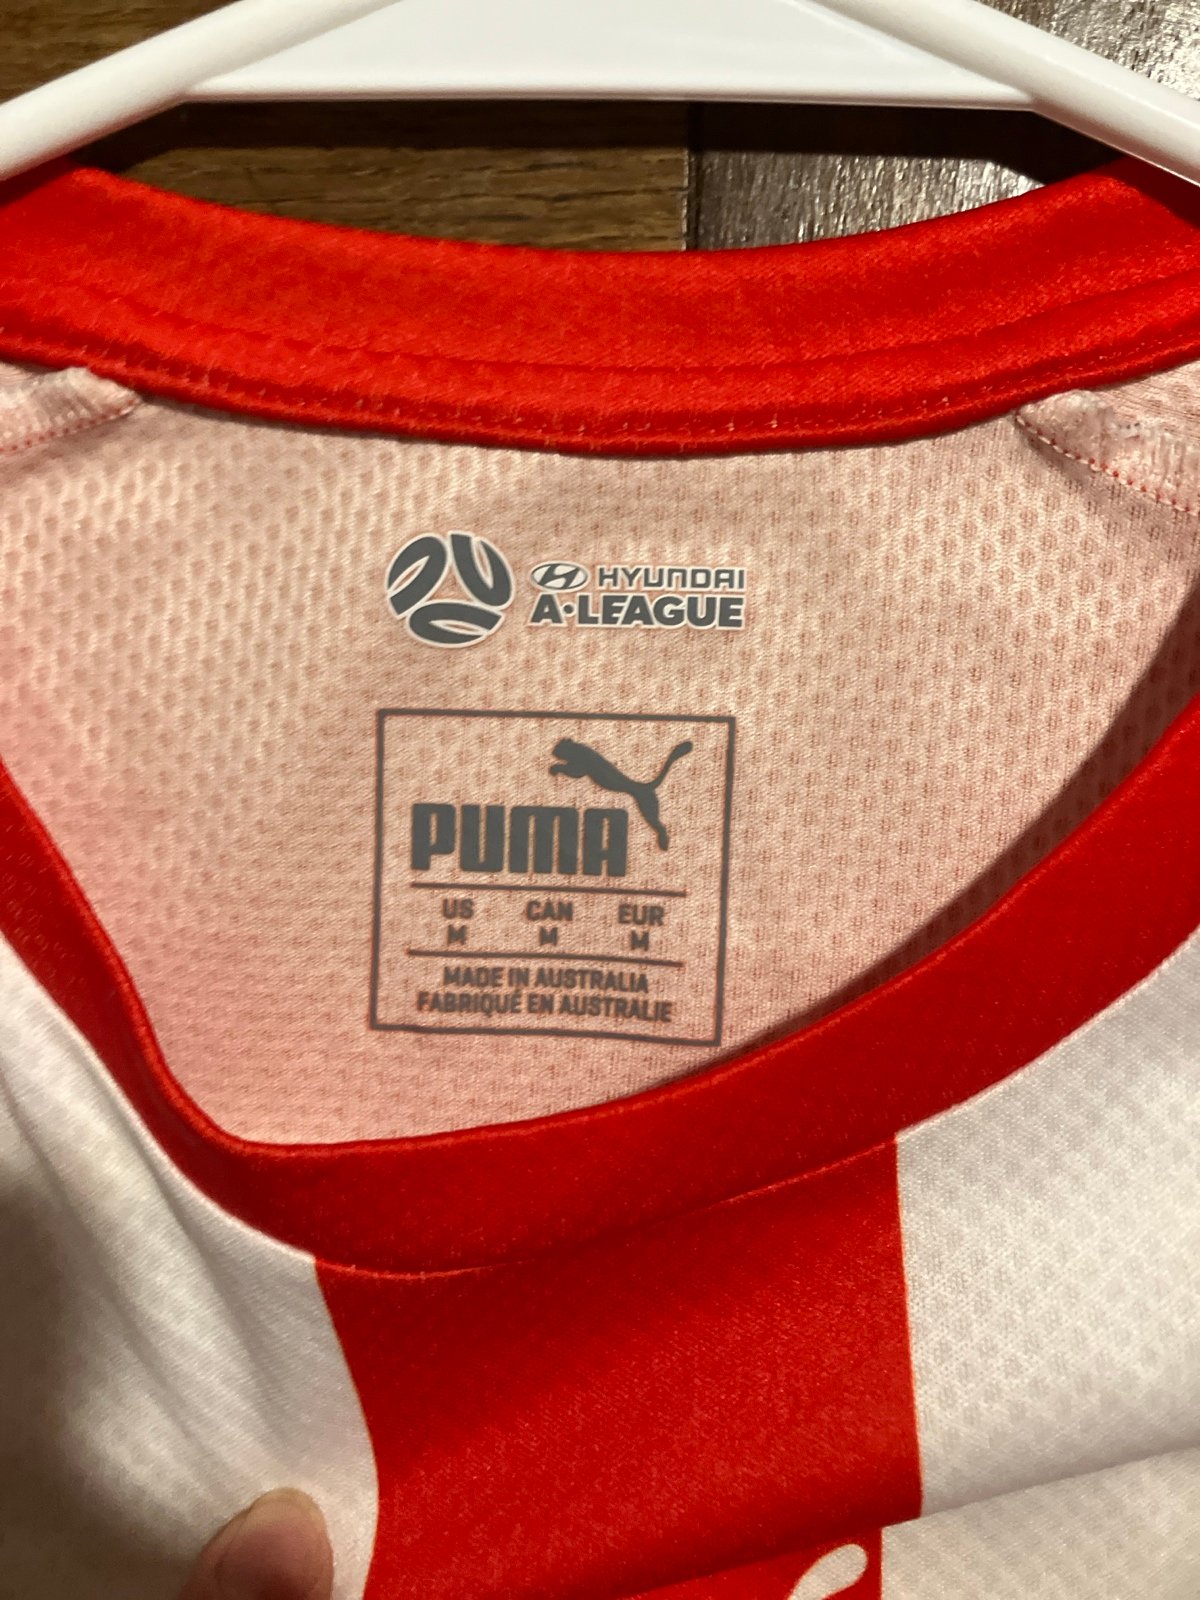 HYUNDAI
A-LEAGUE
PUMA
US CAN EUR
M M M
MADE IN AUSTRALIA
FABRIQUÉ EN AUSTRALIE